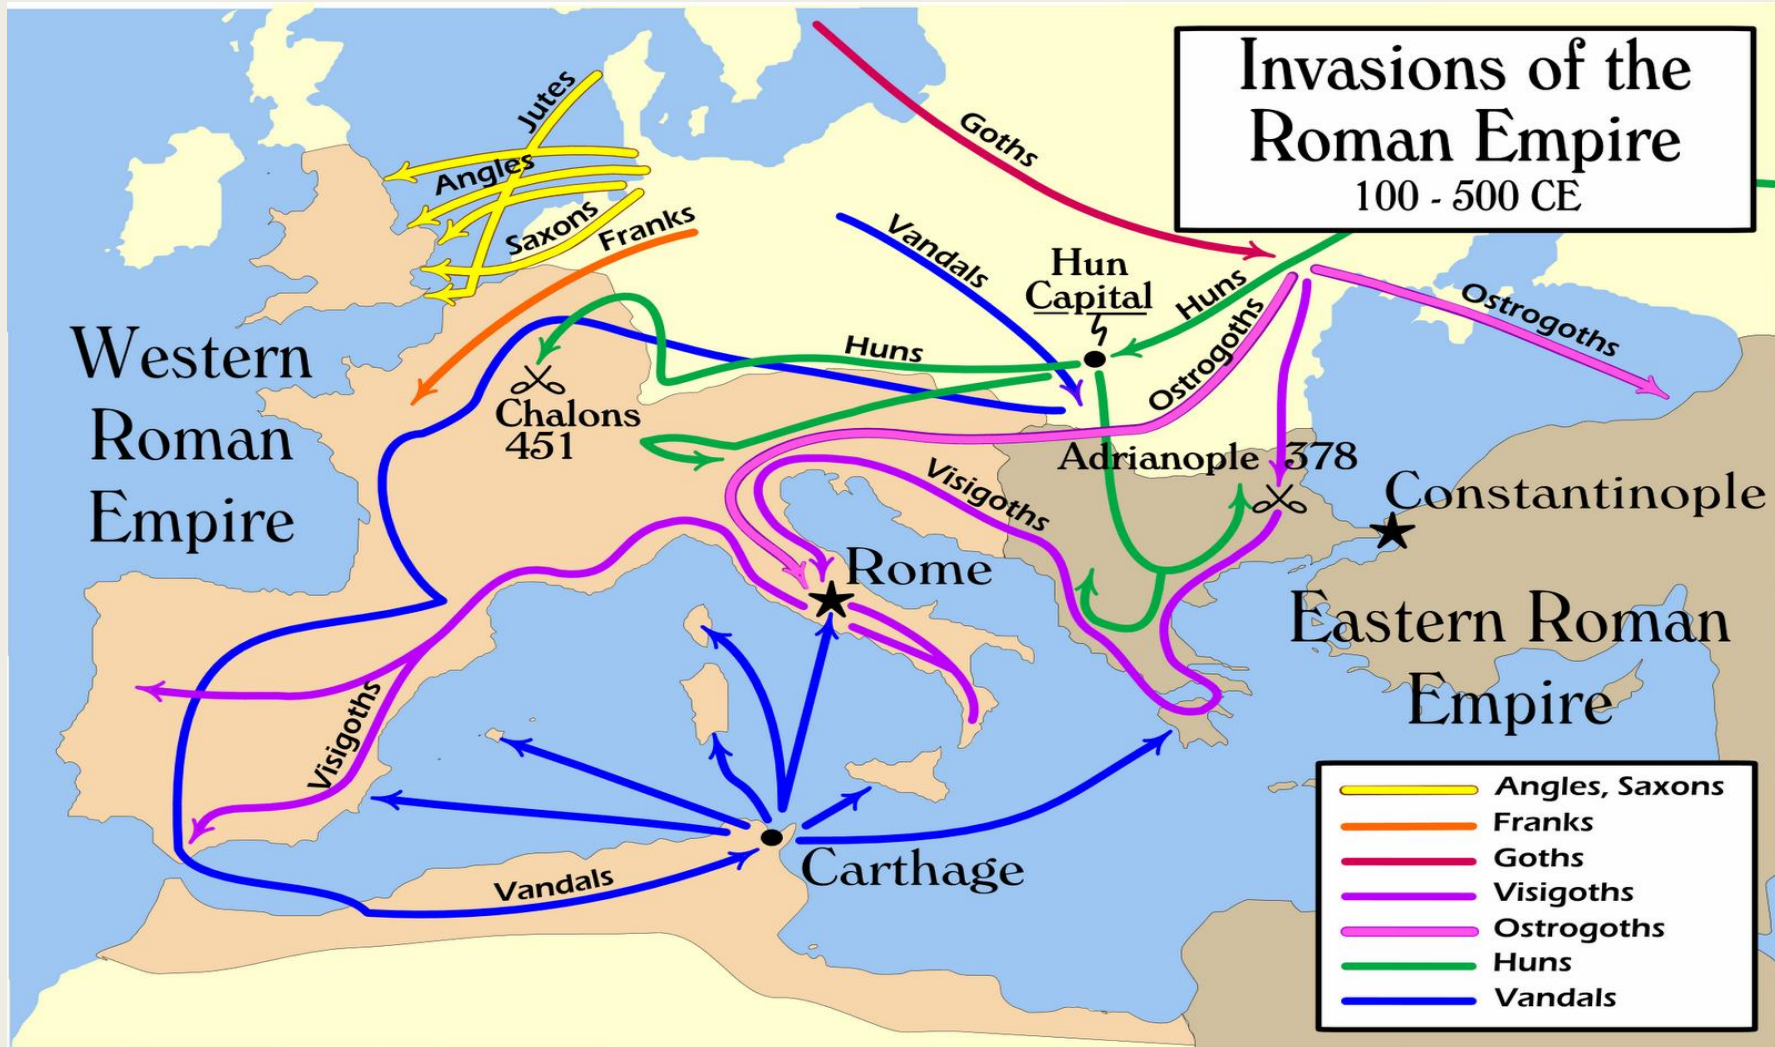 Invasions of the
Roman Empire
100 - 500 CE
Jutes
Angles
Saxons
Franks
Goths
Vandals
Hun
Capital
Huns
Ostrogoths
Ostrogoths
Huns
Western
Roman
Empire
Chalons
451
Adrianople 378
Visigoths
Constantinople
Rome
Eastern Roman
Empire
Visigoths
Carthage
Vandals
Angles, Saxons
Franks
Goths
Visigoths
Ostrogoths
Huns
Vandals